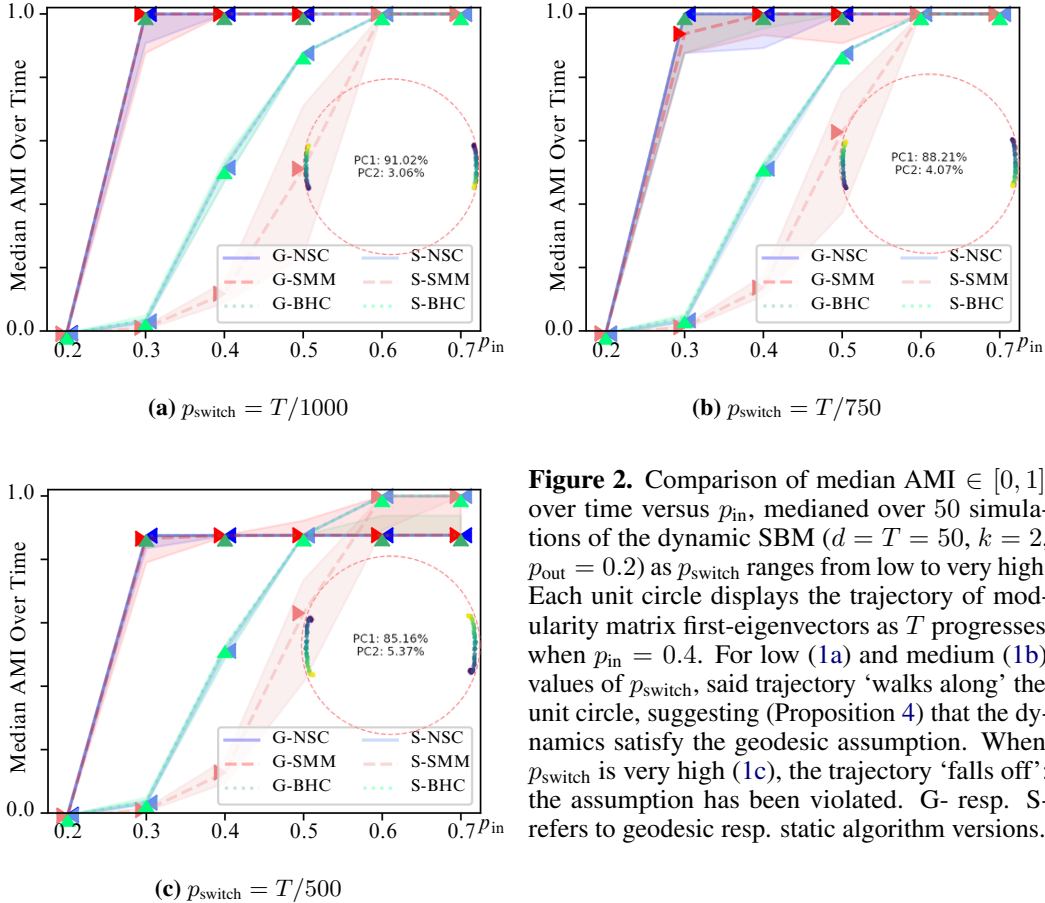 1.0
Median AMI Over Time
PC1: 91.02%
PC2: 3.06%
G-NSC
S-NSC
G-SMM
S-SMM
G-BHC
S-BHC
0.0
0.2
0.3
0.4
0.5
0.6
0.7
p_in
(a) p_switch = T/1000
1.0
Median AMI Over Time
PC1: 88.21%
PC2: 4.07%
G-NSC
S-NSC
G-SMM
S-SMM
G-BHC
S-BHC
0.0
0.2
0.3
0.4
0.5
0.6
0.7
p_in
(b) p_switch = T/750
1.0
Median AMI Over Time
PC1: 85.16%
PC2: 5.37%
G-NSC
S-NSC
G-SMM
S-SMM
G-BHC
S-BHC
0.0
0.2
0.3
0.4
0.5
0.6
0.7
p_in
(c) p_switch = T/500
Figure 2. Comparison of median AMI ∈ [0, 1]
over time versus p_in, medianed over 50 simula-
tions of the dynamic SBM (d = T = 50, k = 2,
p_out = 0.2) as p_switch ranges from low to very high.
Each unit circle displays the trajectory of mod-
ularity matrix first-eigenvectors as T progresses
when p_in = 0.4. For low (1a) and medium (1b)
values of p_switch, said trajectory ‘walks along’ the
unit circle, suggesting (Proposition 4) that the dy-
namics satisfy the geodesic assumption. When
p_switch is very high (1c), the trajectory ‘falls off’:
the assumption has been violated. G- resp. S-
refers to geodesic resp. static algorithm versions.